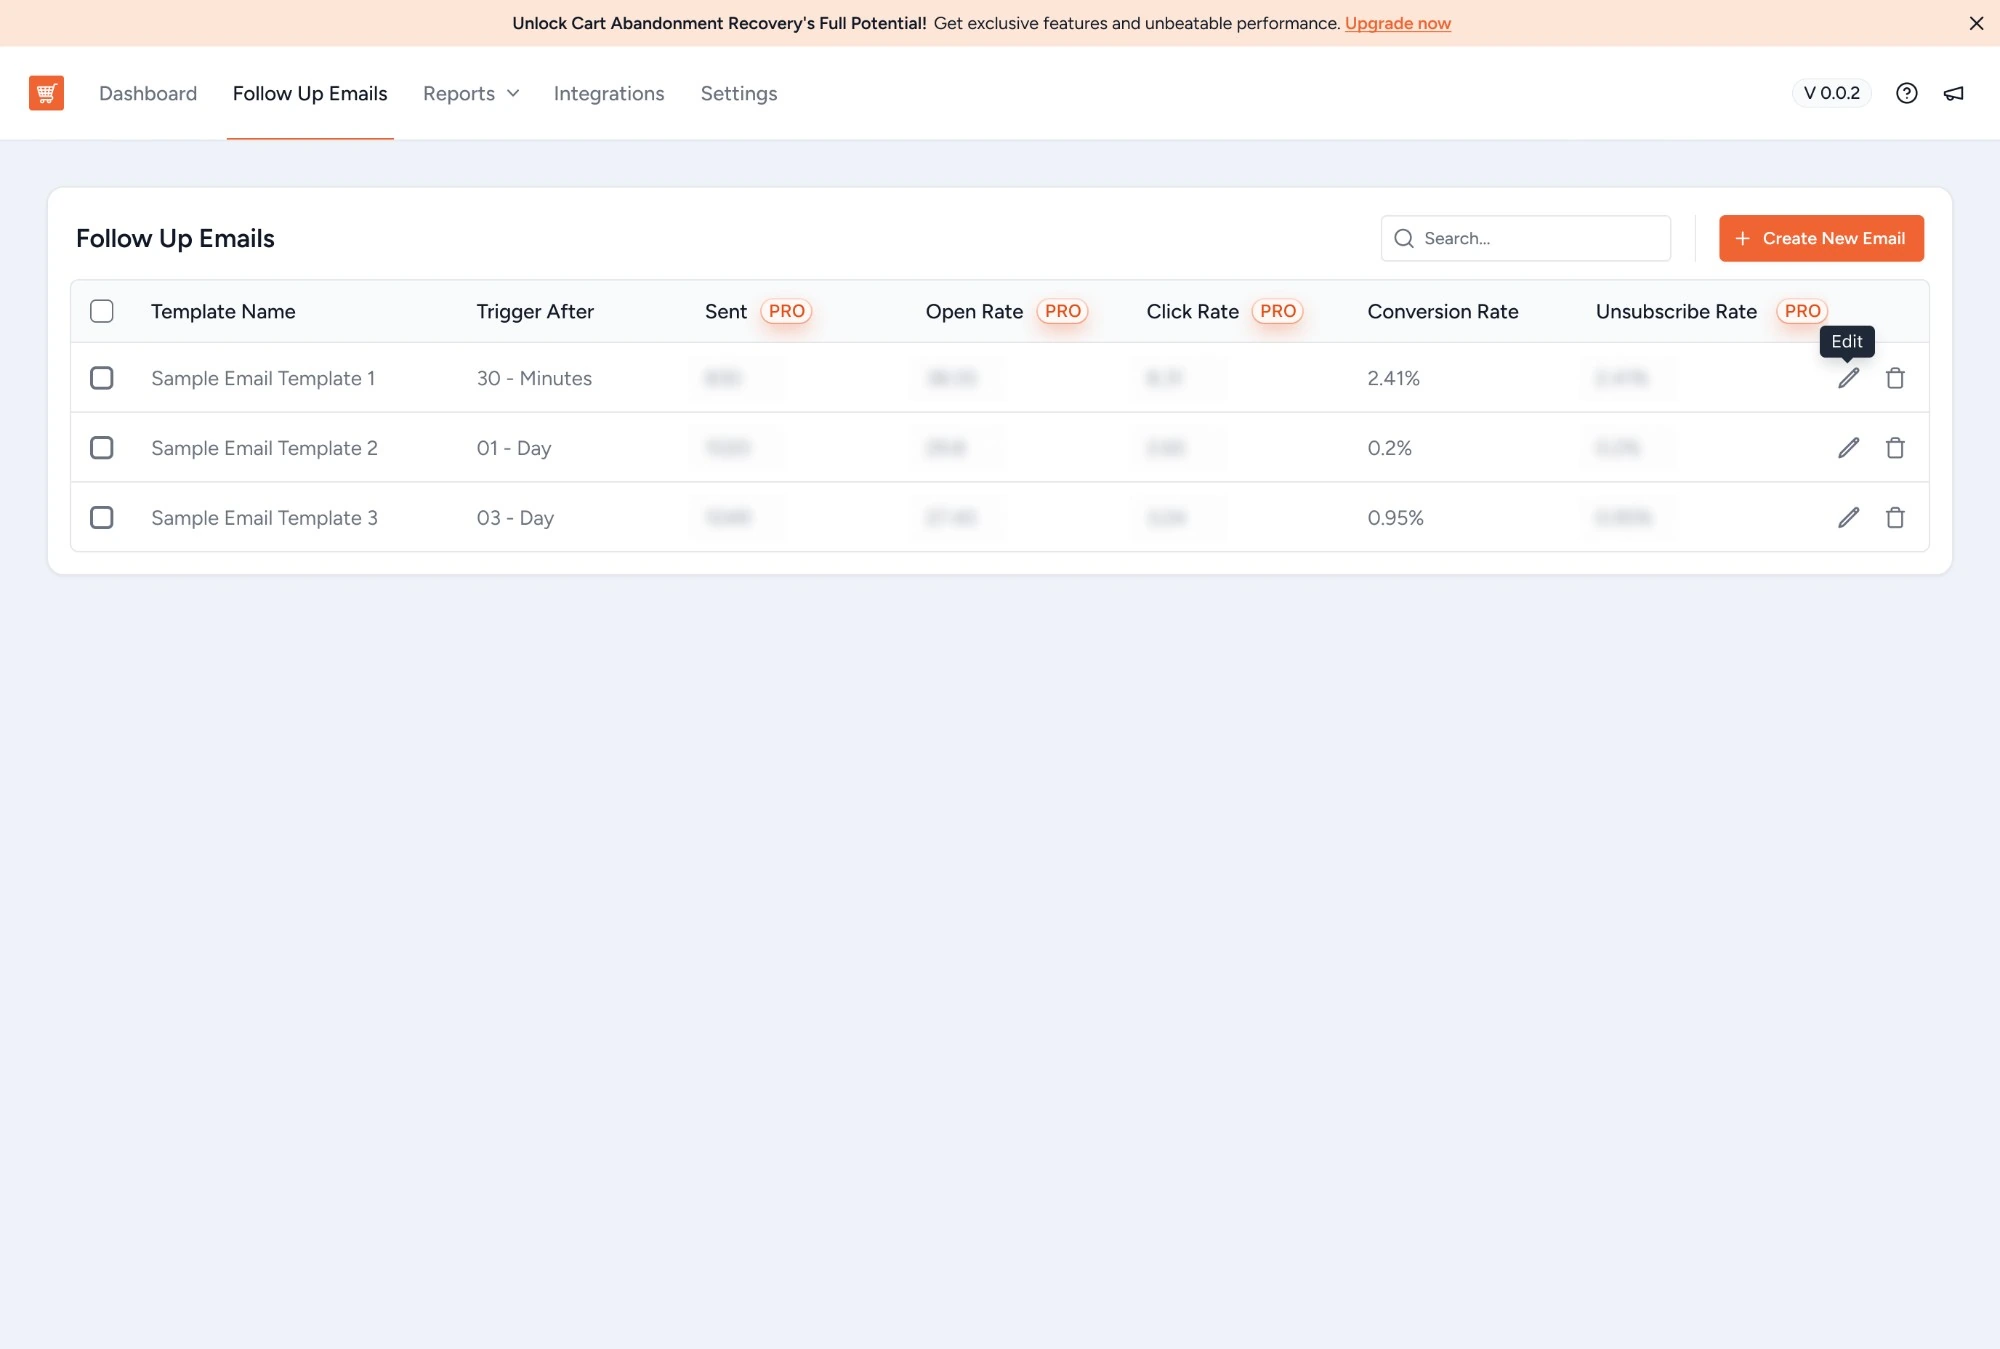 Unlock Cart Abandonment Recovery's Full Potential! Get exclusive features and unbeatable performance. Upgrade now
Dashboard Follow Up Emails Reports Integrations Settings V 0.0.2
Follow Up Emails Search... + Create New Email
Template Name Trigger After Sent PRO Open Rate PRO Click Rate PRO Conversion Rate Unsubscribe Rate PRO
Edit
Sample Email Template 1 30 - Minutes 2.41%
Sample Email Template 2 01 - Day 0.2%
Sample Email Template 3 03 - Day 0.95%